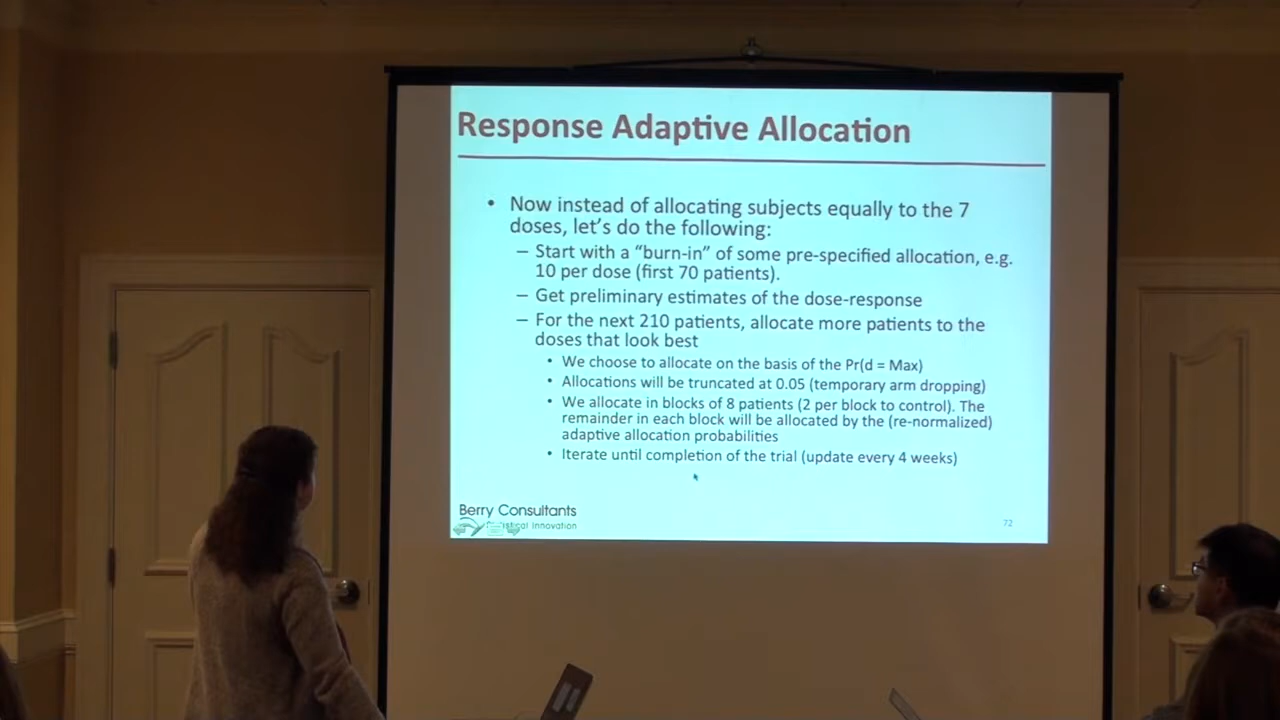 Response Adaptive Allocation
• Now instead of allocating subjects equally to the 7
doses, let's do the following:
– Start with a “burn-in” of some pre-specified allocation, e.g.
10 per dose (first 70 patients).
– Get preliminary estimates of the dose-response
– For the next 210 patients, allocate more patients to the
doses that look best
• We choose to allocate on the basis of the Pr(d = Max)
• Allocations will be truncated at 0.05 (temporary arm dropping)
• We allocate in blocks of 8 patients (2 per block to control). The
remainder in each block will be allocated by the (re-normalized)
adaptive allocation probabilities
• Iterate until completion of the trial (update every 4 weeks)
Berry Consultants
Innovation
72